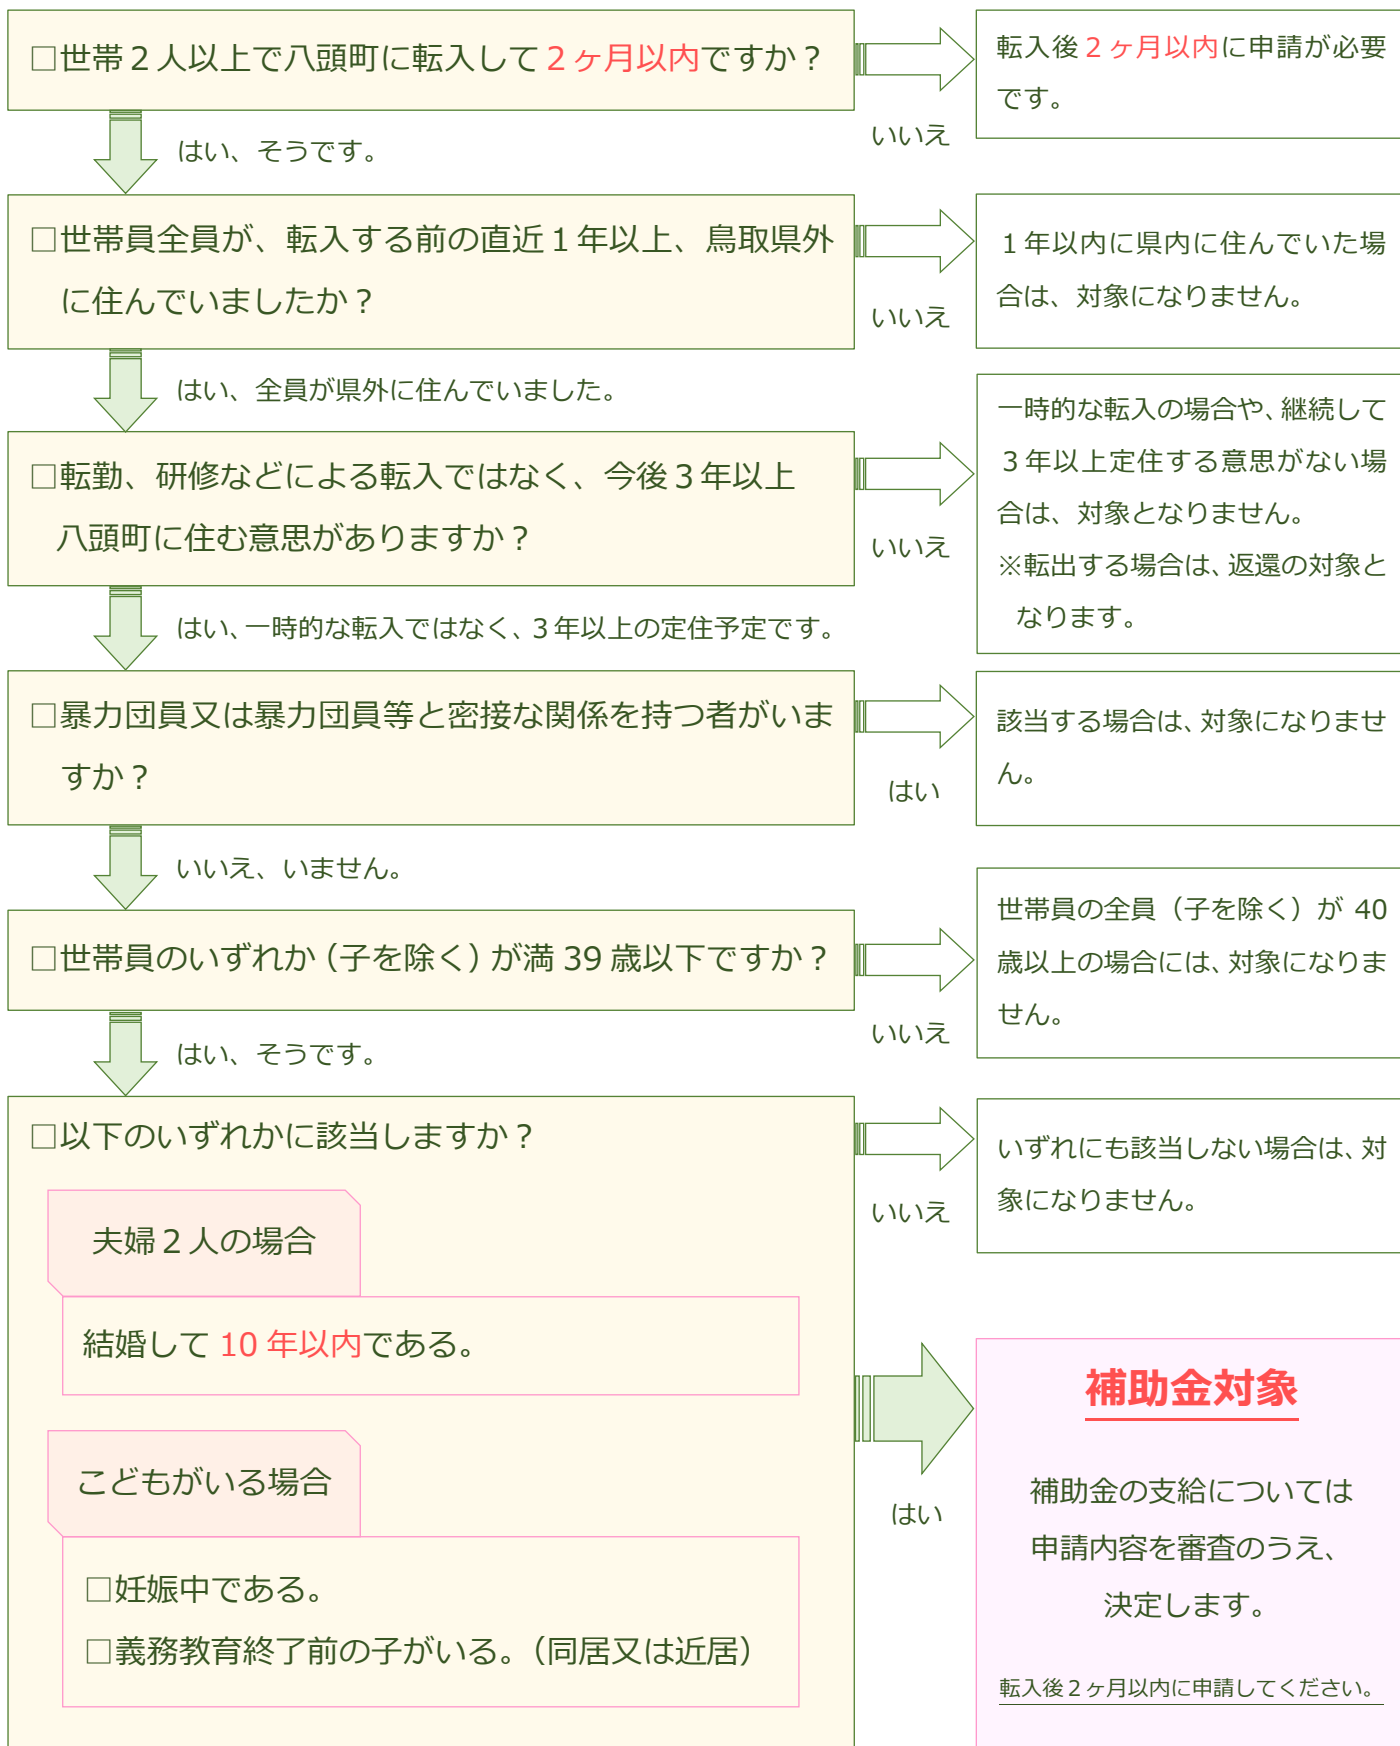 □世帯２人以上で八頭町に転入して２ヶ月以内ですか？
いいえ
転入後２ヶ月以内に申請が必要
です。
はい、そうです。
□世帯員全員が、転入する前の直近１年以上、鳥取県外
に住んでいましたか？
いいえ
１年以内に県内に住んでいた場
合は、対象になりません。
はい、全員が県外に住んでいました。
□転勤、研修などによる転入ではなく、今後３年以上
八頭町に住む意思がありますか？
いいえ
一時的な転入の場合や、継続して
３年以上定住する意思がない場
合は、対象となりません。
※転出する場合は、返還の対象と
なります。
はい、一時的な転入ではなく、３年以上の定住予定です。
□暴力団員又は暴力団員等と密接な関係を持つ者がいま
すか？
はい
該当する場合は、対象になりませ
ん。
いいえ、いません。
□世帯員のいずれか（子を除く）が満 39 歳以下ですか？
いいえ
世帯員の全員（子を除く）が 40
歳以上の場合には、対象になりま
せん。
はい、そうです。
□以下のいずれかに該当しますか？
いいえ
いずれにも該当しない場合は、対
象になりません。
夫婦２人の場合
結婚して 10 年以内である。
こどもがいる場合
□妊娠中である。
□義務教育終了前の子がいる。（同居又は近居）
はい
補助金対象
補助金の支給については
申請内容を審査のうえ、
決定します。
転入後２ヶ月以内に申請してください。